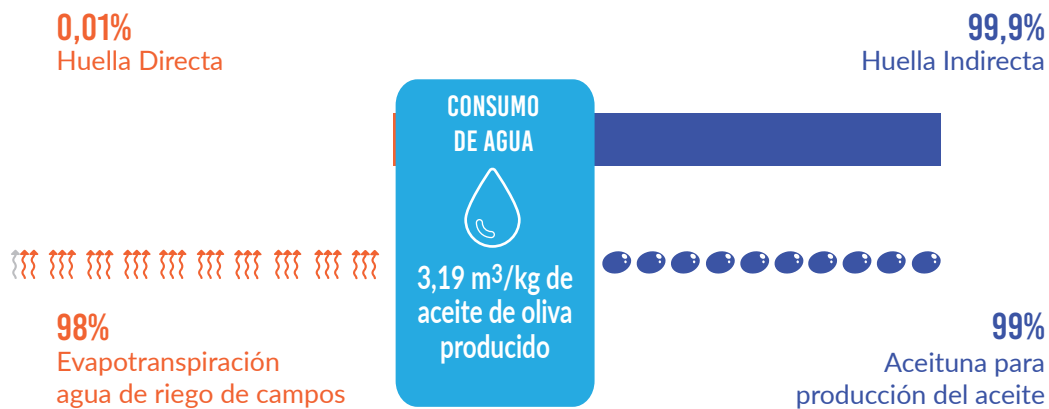 0,01%
Huella Directa
99,9%
Huella Indirecta
CONSUMO
DE AGUA
3,19 m³/kg de
aceite de oliva
producido
98%
Evapotranspiración
agua de riego de campos
99%
Aceituna para
producción del aceite